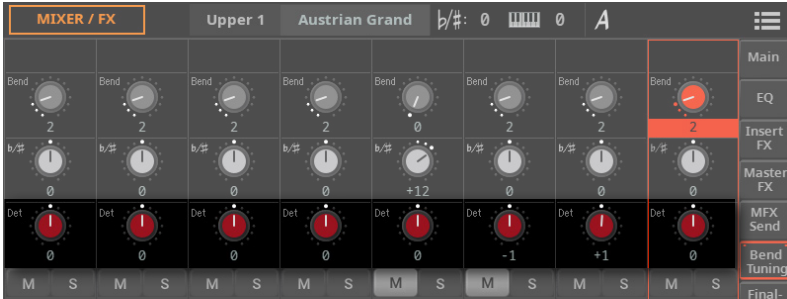 MIXER / FX Upper 1 Austrian Grand ♭/♯: 0 0 A
Main
Bend Bend Bend Bend Bend Bend Bend Bend
EQ
2 2 2 2 0 2 2 2
Insert
FX
♭/♯ ♭/♯ ♭/♯ ♭/♯ ♭/♯ ♭/♯ ♭/♯ ♭/♯
Master
FX
0 0 0 0 +12 0 0 0
Det Det Det Det Det Det Det Det
MFX
Send
0 0 0 0 0 -1 +1 0
Bend
Tuning
M S M S M S M S M S M S M S M S
Final-